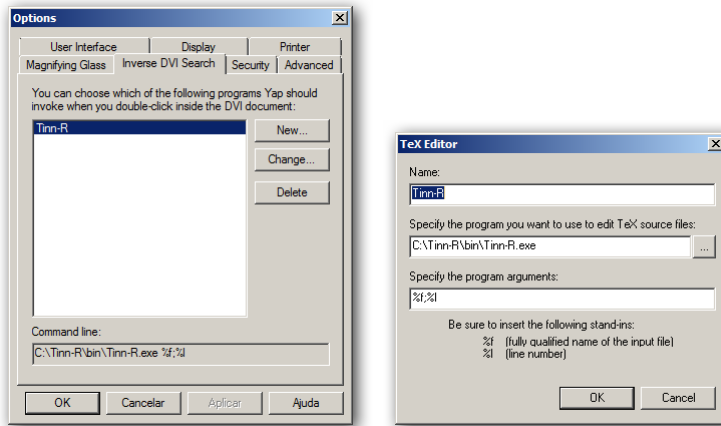 Options
User Interface Display Printer
Magnifying Glass Inverse DVI Search Security Advanced
You can choose which of the following programs Yap should
invoke when you double-click inside the DVI document:
Tinn-R
New...
Change...
Delete
Command line:
C:\Tinn-R\bin\Tinn-R.exe %f;%l
OK Cancelar Aplicar Ajuda
TeX Editor
Name:
Tinn-R
Specify the program you want to use to edit TeX source files:
C:\Tinn-R\bin\Tinn-R.exe ...
Specify the program arguments:
%f;%l
Be sure to insert the following stand-ins:
%f (fully qualified name of the input file)
%l (line number)
OK Cancel